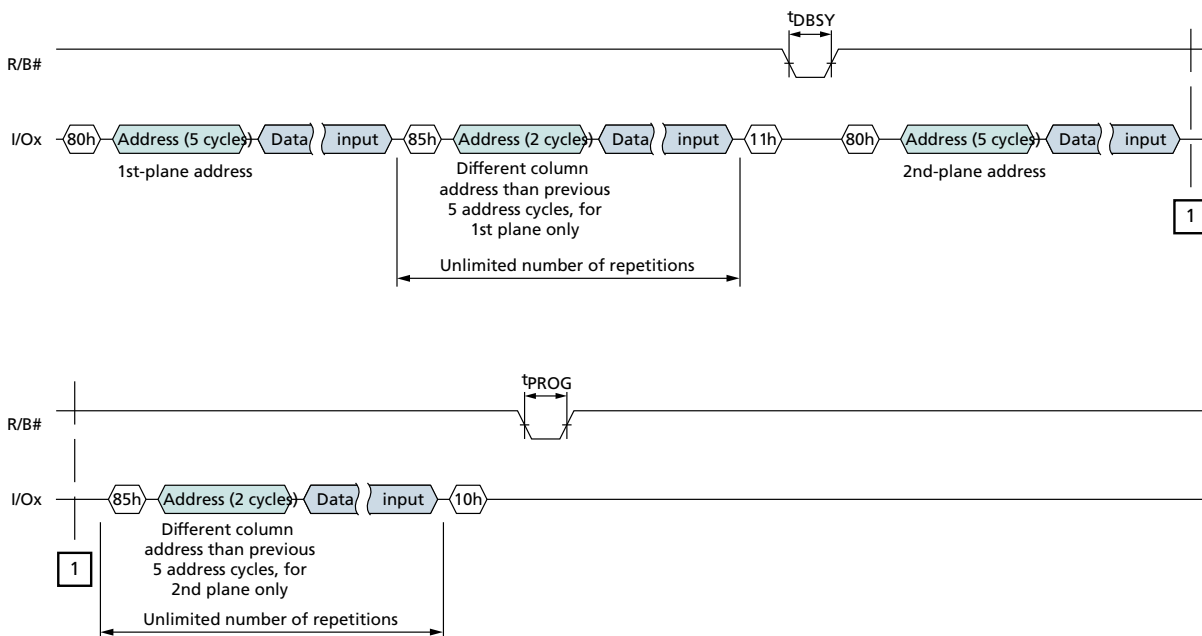 tDBSY
R/B#
I/Ox 80h Address (5 cycles) Data input 85h Address (2 cycles) Data input 11h 80h Address (5 cycles) Data input
1st-plane address
Different column
address than previous
5 address cycles, for
1st plane only
2nd-plane address
1
Unlimited number of repetitions
tPROG
R/B#
I/Ox 85h Address (2 cycles) Data input 10h
Different column
address than previous
5 address cycles, for
2nd plane only
1
Unlimited number of repetitions